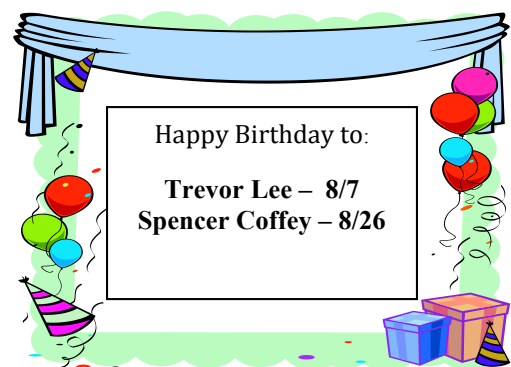 Happy Birthday to:
Trevor Lee – 8/7
Spencer Coffey – 8/26